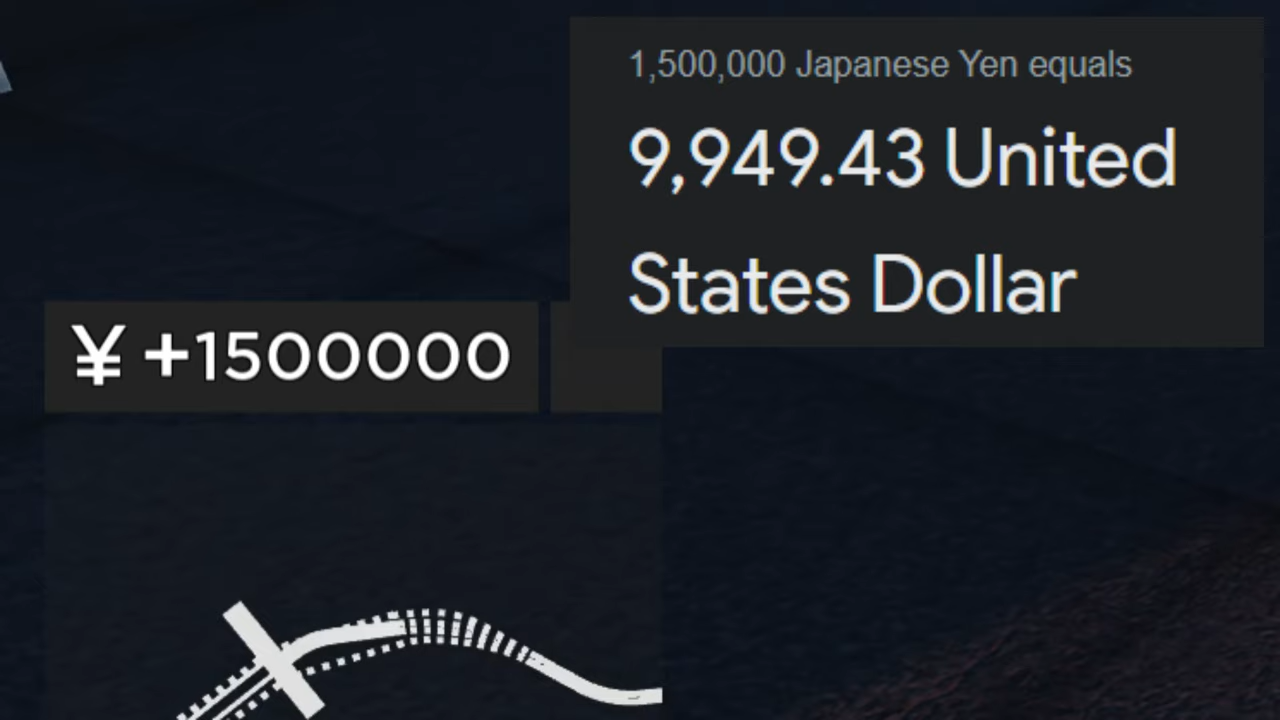 1,500,000 Japanese Yen equals
9,949.43 United
States Dollar
¥ +1500000